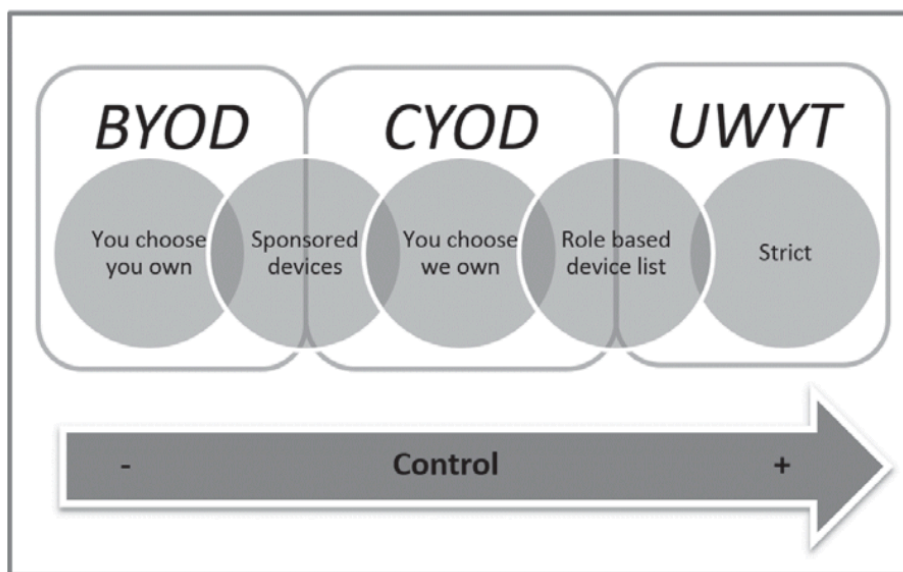 BYOD
CYOD
UWYT
You choose
you own
Sponsored
devices
You choose
we own
Role based
device list
Strict
-
Control
+